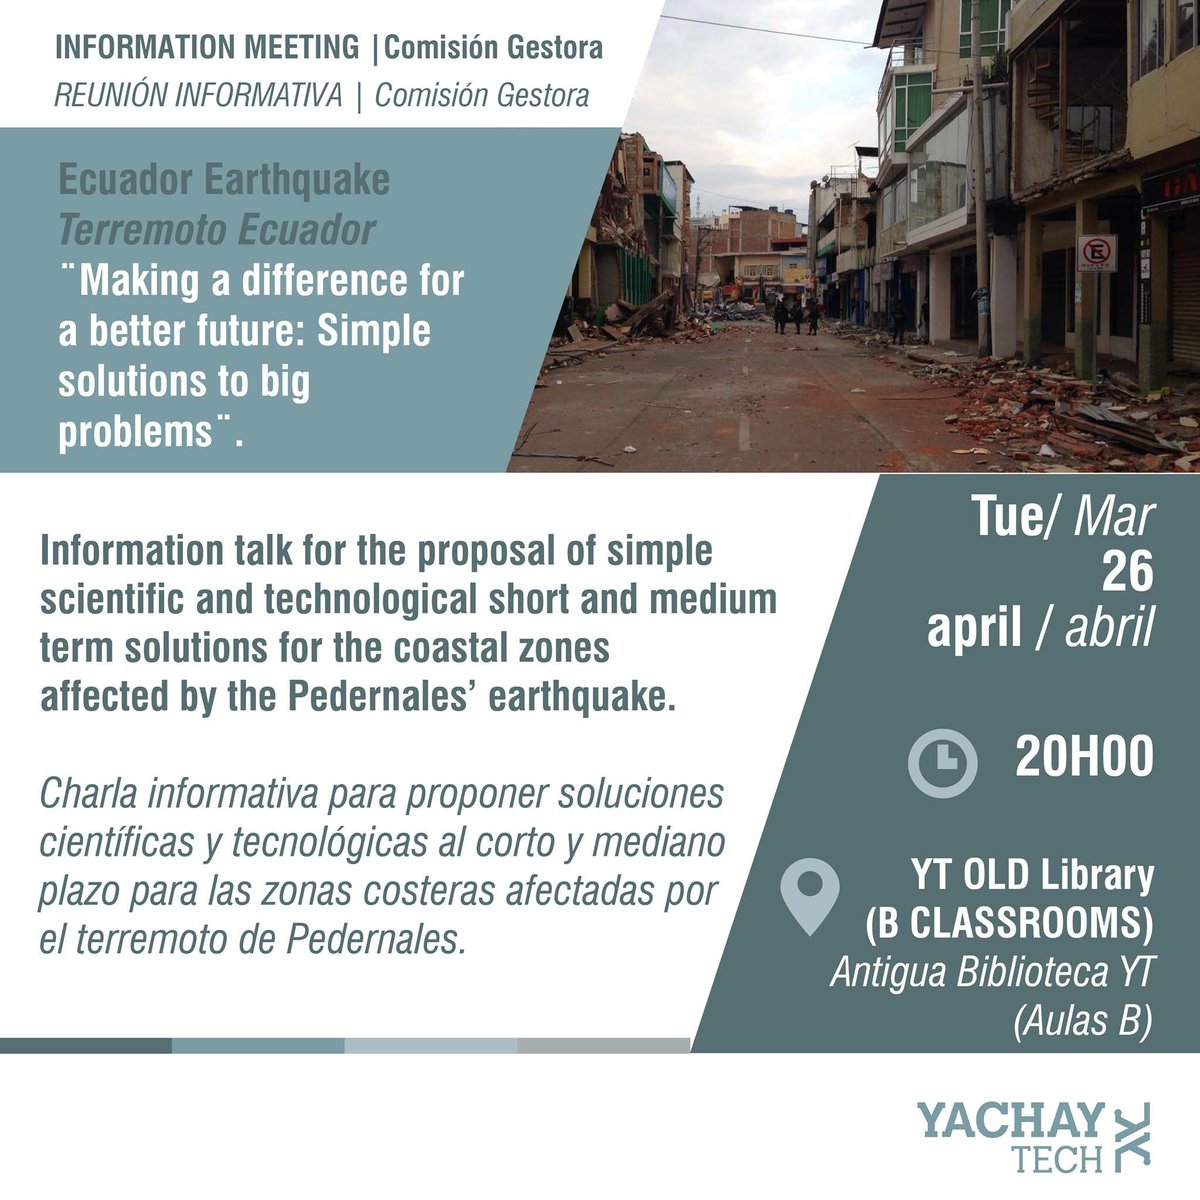 INFORMATION MEETING |Comisión Gestora
REUNIÓN INFORMATIVA | Comisión Gestora
Ecuador Earthquake
Terremoto Ecuador
¨Making a difference for
a better future: Simple
solutions to big
problems¨.
E
GA
Information talk for the proposal of simple
scientific and technological short and medium
term solutions for the coastal zones
affected by the Pedernales’ earthquake.
Charla informativa para proponer soluciones
científicas y tecnológicas al corto y mediano
plazo para las zonas costeras afectadas por
el terremoto de Pedernales.
Tue/ Mar
26
april / abril
20H00
YT OLD Library
(B CLASSROOMS)
Antigua Biblioteca YT
(Aulas B)
YACHAY
TECH